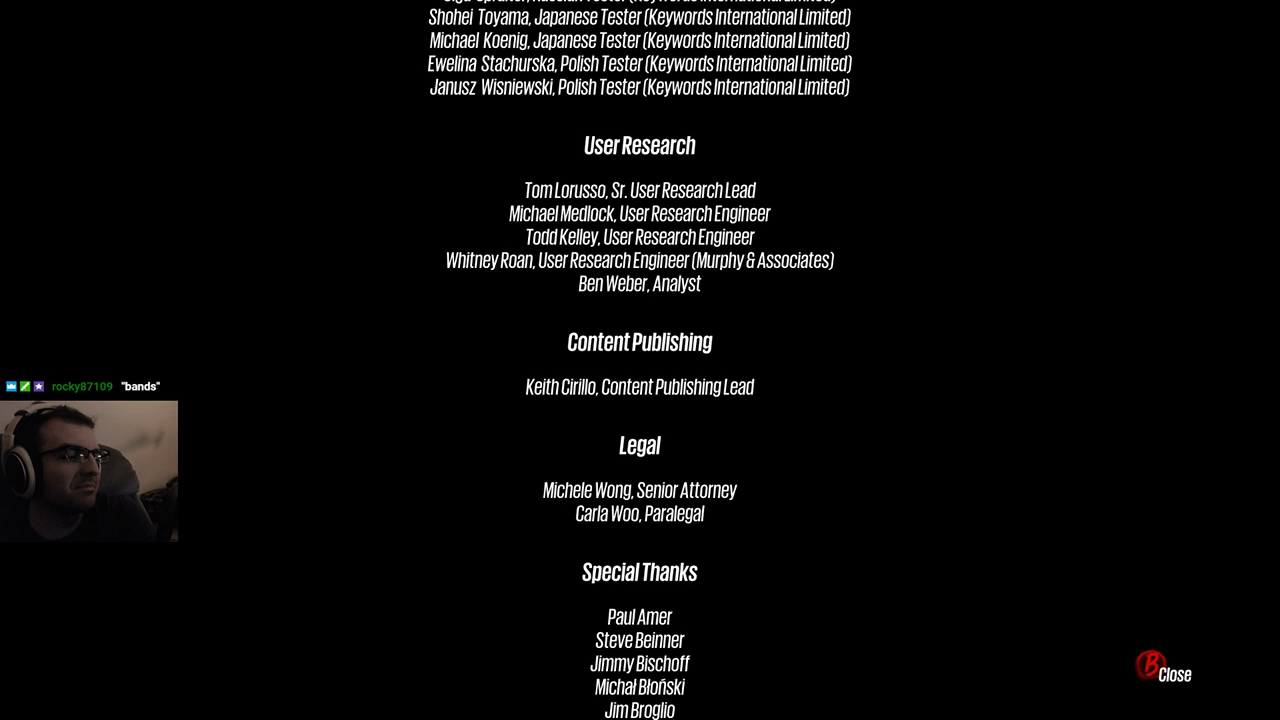 Shohei Toyama, Japanese Tester (Keywords International Limited)
Michael Koenig, Japanese Tester (Keywords International Limited)
Ewelina Stachurska, Polish Tester (Keywords International Limited)
Janusz Wisniewski, Polish Tester (Keywords International Limited)
User Research
Tom Lorusso, Sr. User Research Lead
Michael Medlock, User Research Engineer
Todd Kelley, User Research Engineer
Whitney Roan, User Research Engineer (Murphy & Associates)
Ben Weber, Analyst
Content Publishing
Keith Cirillo, Content Publishing Lead
rocky87109 "bands"
Legal
Michele Wong, Senior Attorney
Carla Woo, Paralegal
Special Thanks
Paul Amer
Steve Beinner
Jimmy Bischoff
Michał Błoński
Jim Broglio
B Close